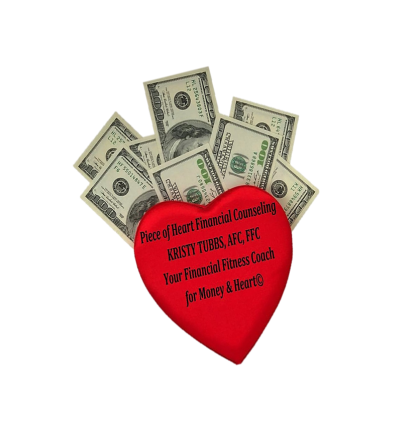 Piece of Heart Financial Counseling
KRISTY TUBBS, AFC, FFC
Your Financial Fitness Coach
for Money & Heart©